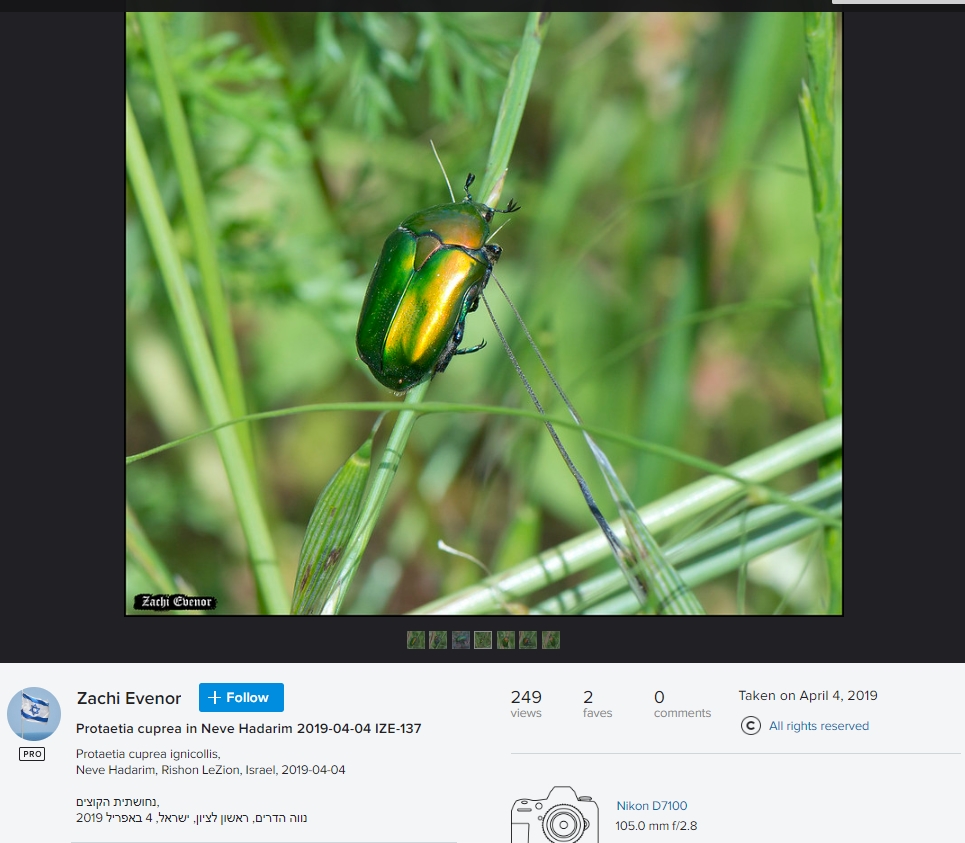 Zachi Evenor
Zachi Evenor
+ Follow
PRO
Protaetia cuprea in Neve Hadarim 2019-04-04 IZE-137
Protaetia cuprea ignicollis,
Neve Hadarim, Rishon LeZion, Israel, 2019-04-04
נחושתית הקוצים,
נווה הדרים, ראשון לציון, ישראל, 4 באפריל 2019
249
views
2
faves
0
comments
Taken on April 4, 2019
© All rights reserved
Nikon D7100
105.0 mm f/2.8